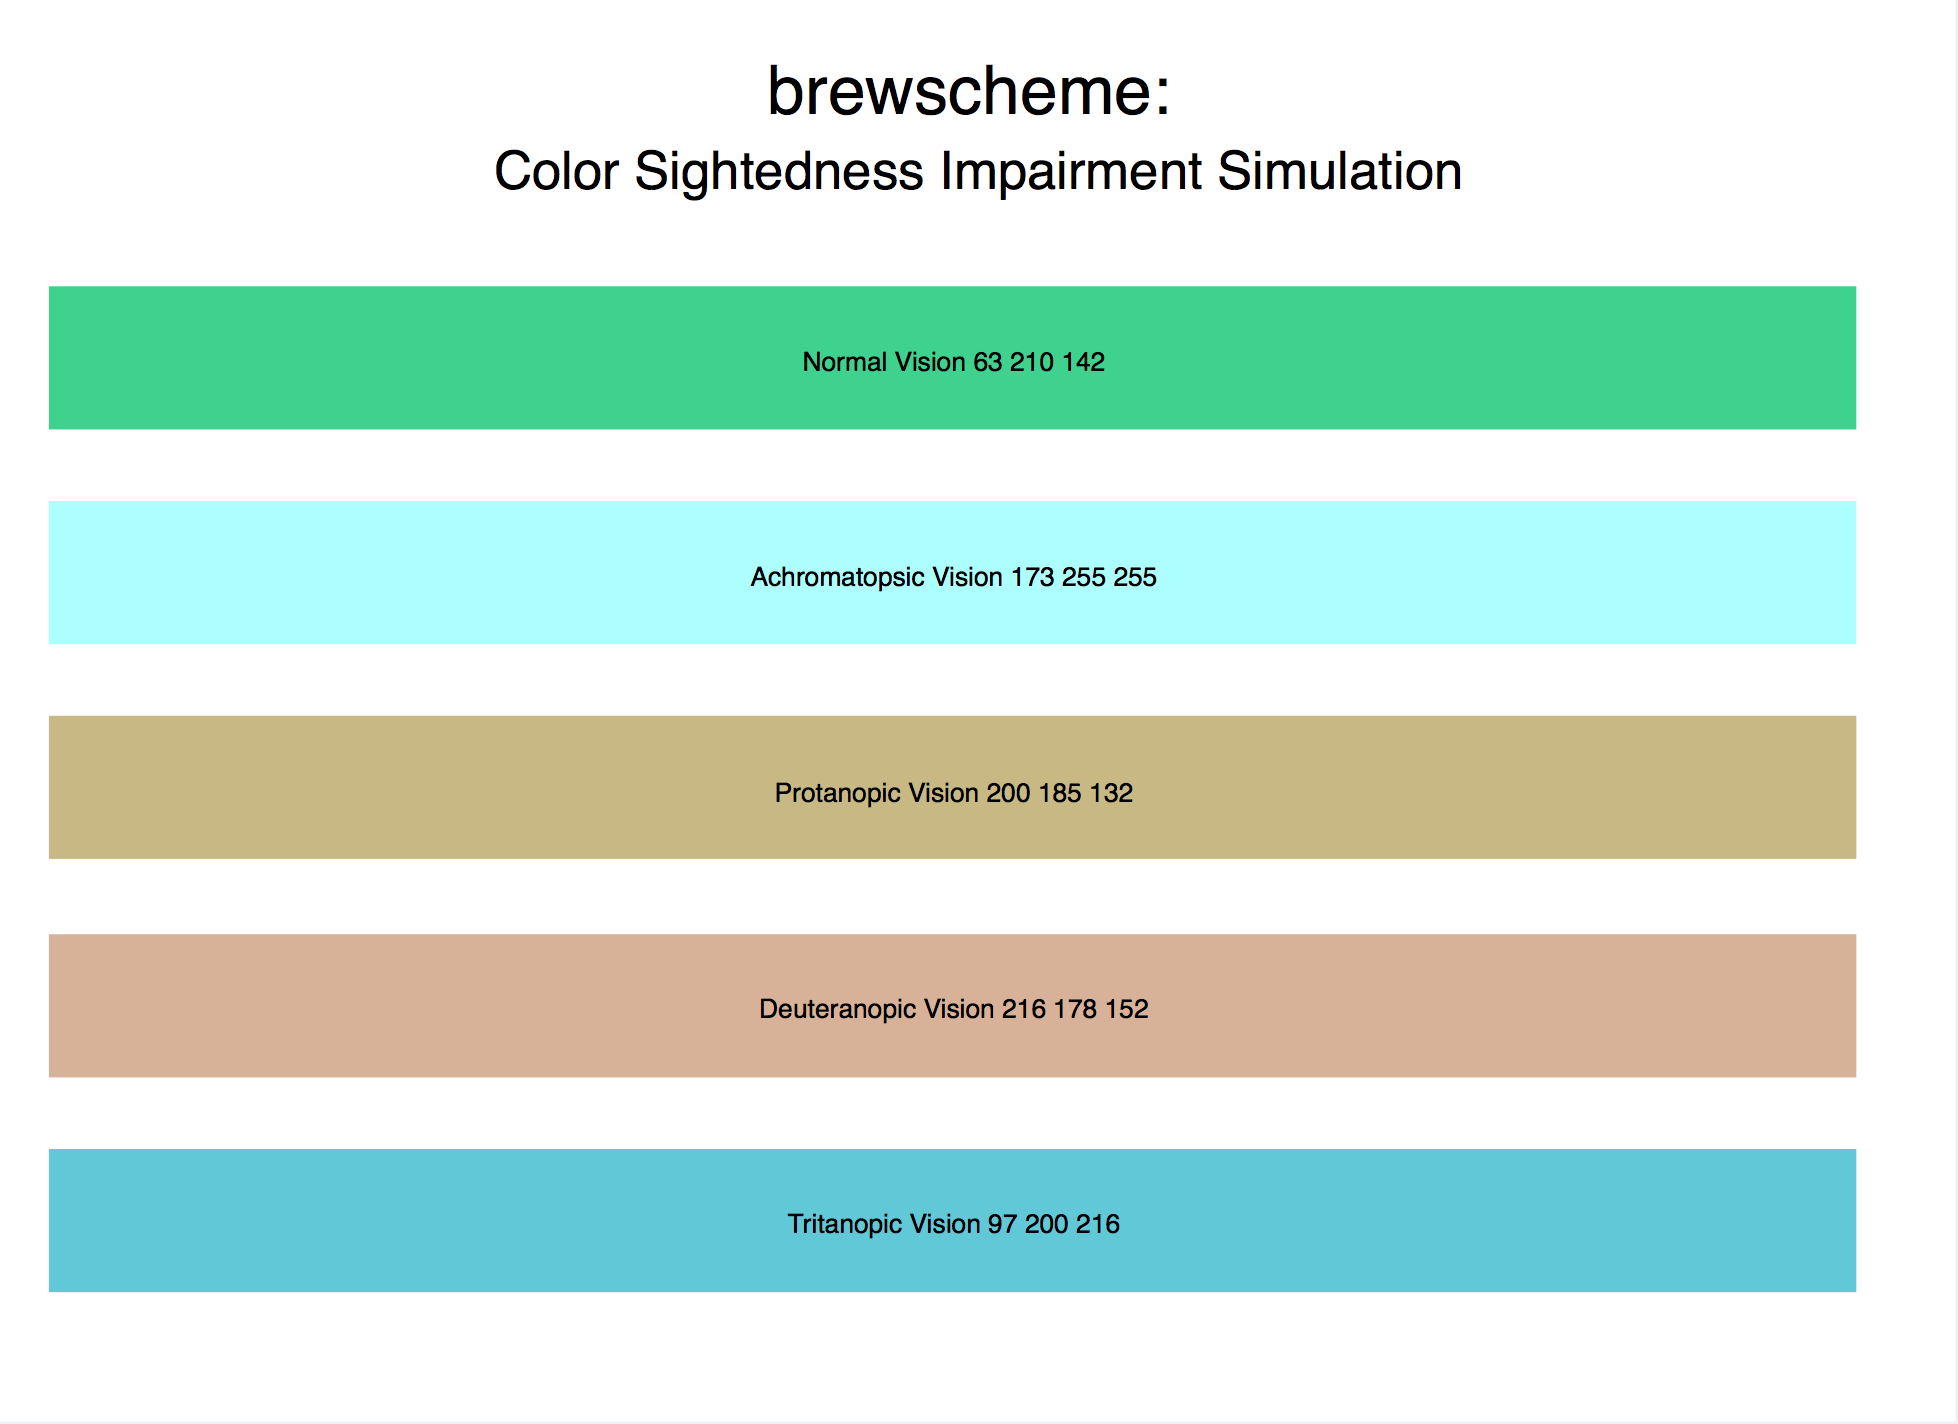 brewscheme:
Color Sightedness Impairment Simulation
Normal Vision 63 210 142
Achromatopsic Vision 173 255 255
Protanopic Vision 200 185 132
Deuteranopic Vision 216 178 152
Tritanopic Vision 97 200 216